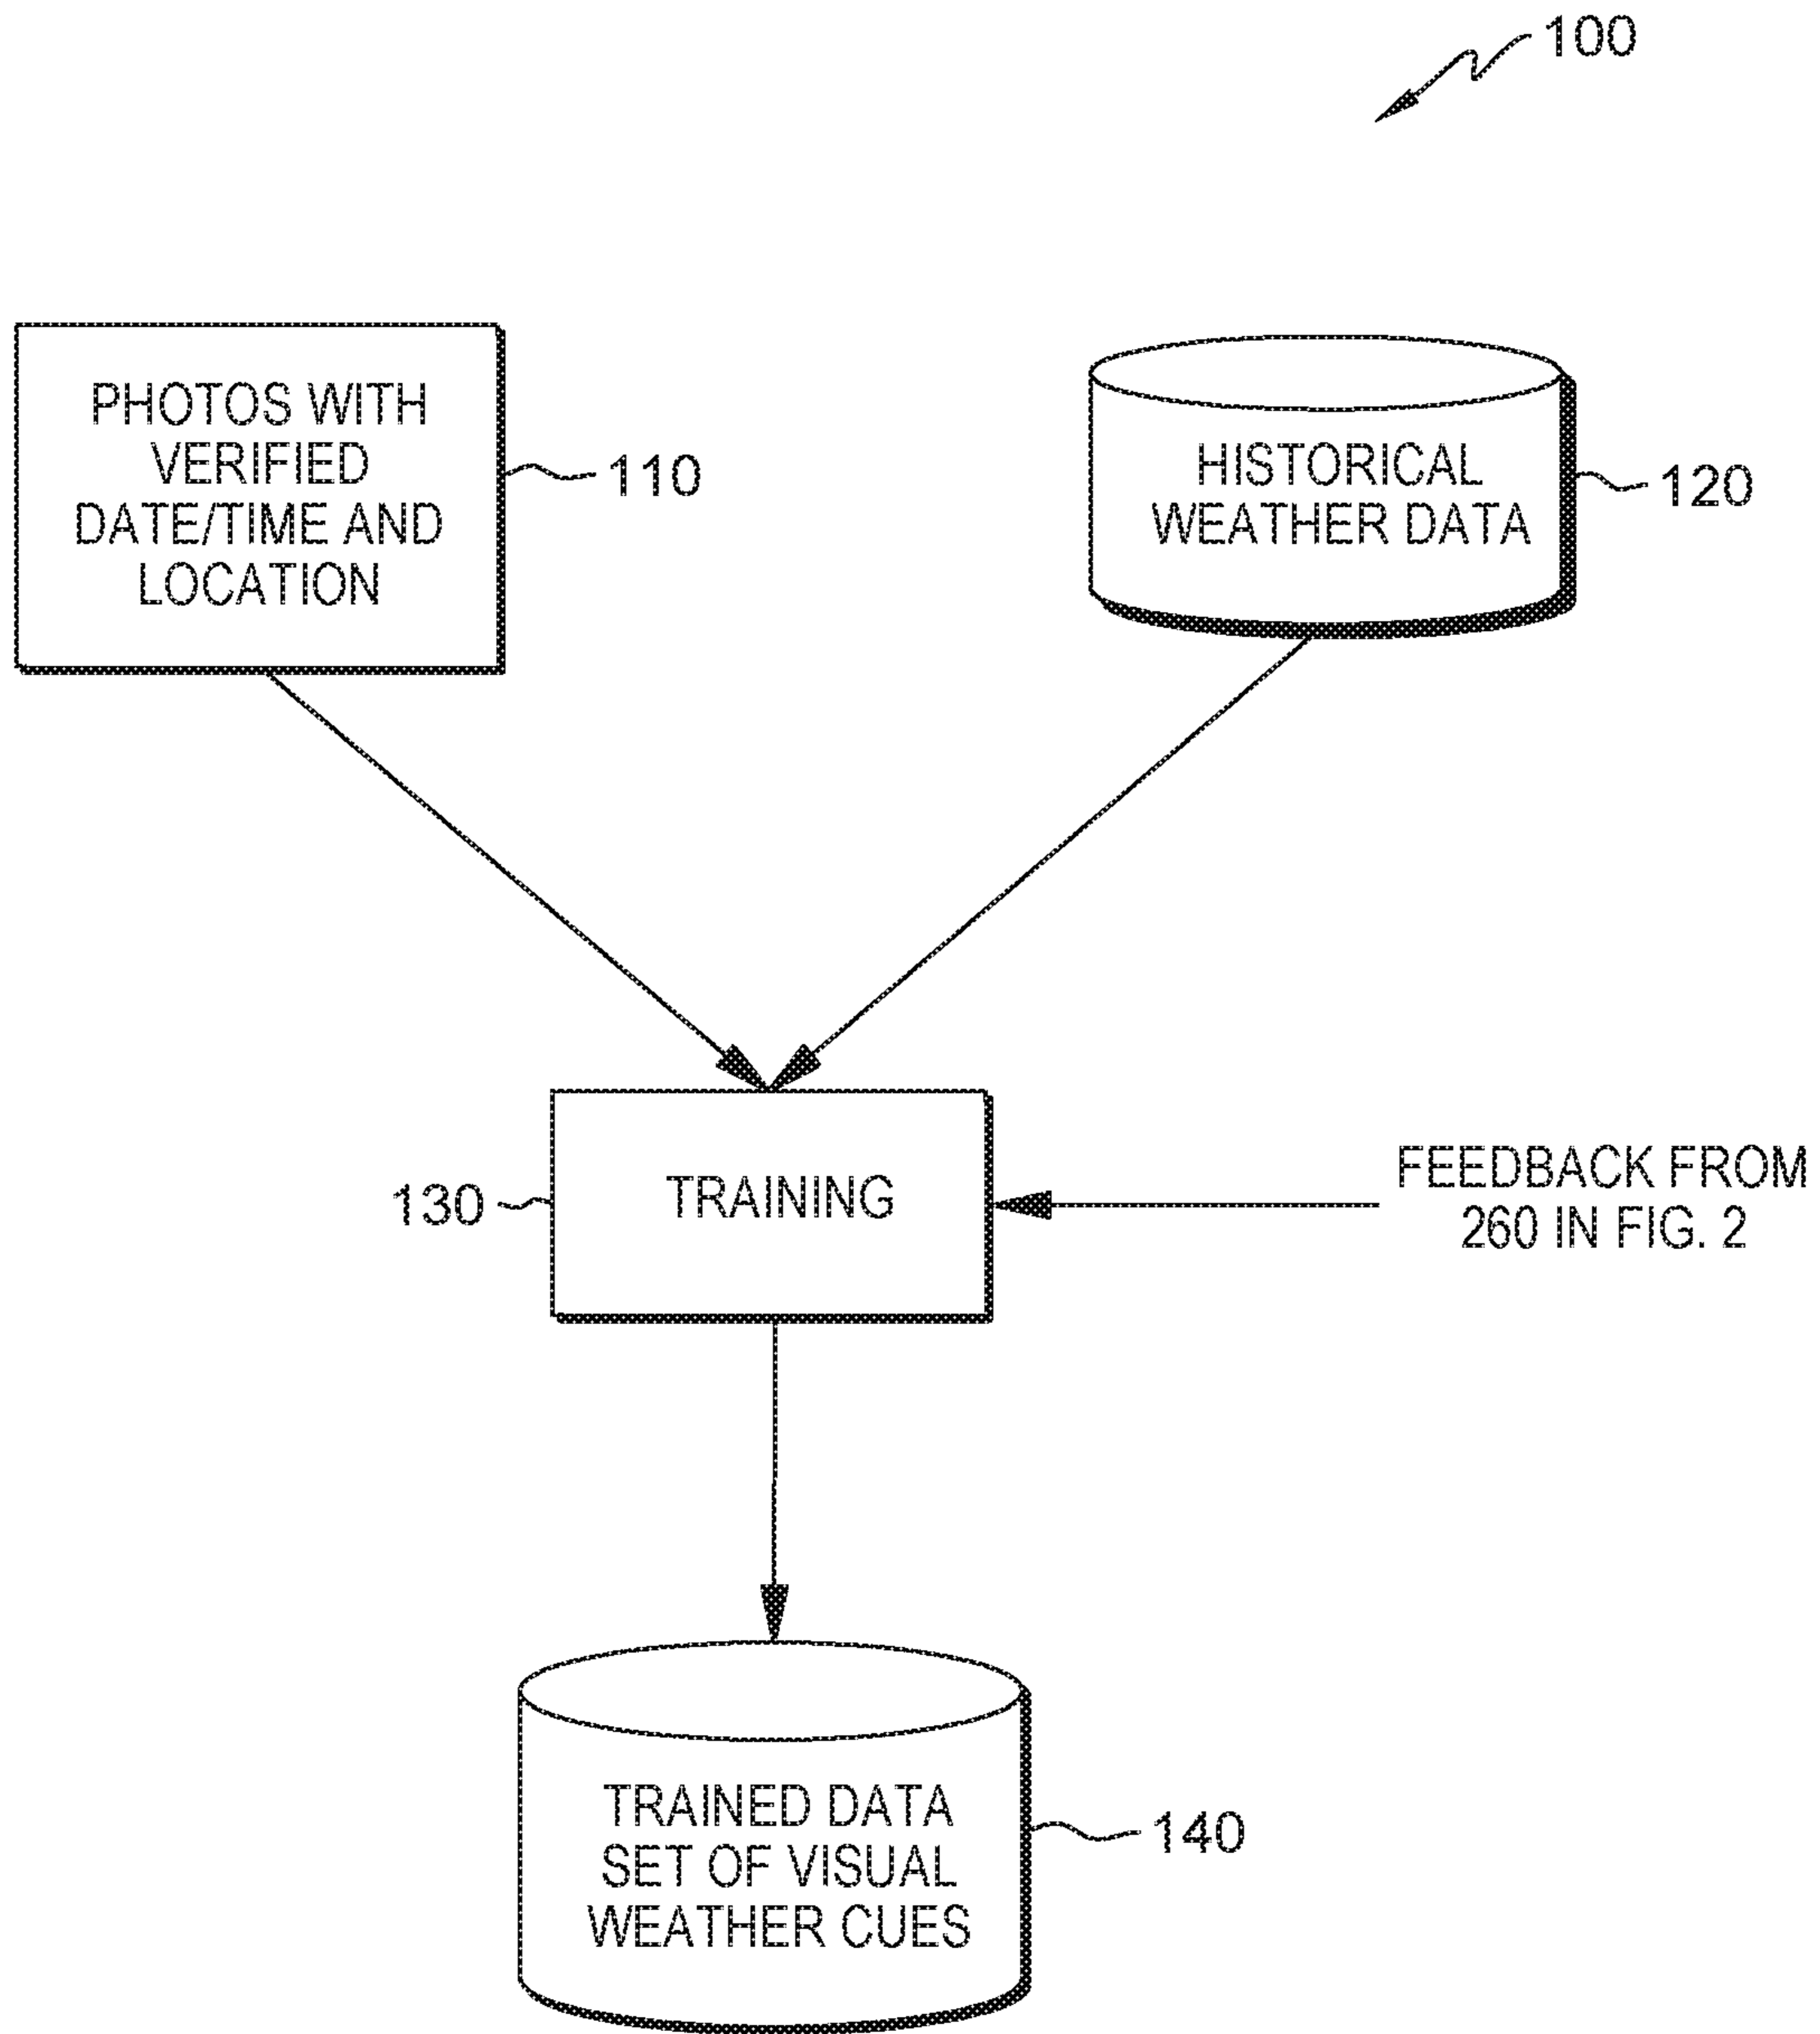 100
PHOTOS WITH
VERIFIED
DATE/TIME AND
LOCATION
110
HISTORICAL
WEATHER DATA
120
130
TRAINING
FEEDBACK FROM
260 IN FIG. 2
TRAINED DATA
SET OF VISUAL
WEATHER CUES
140